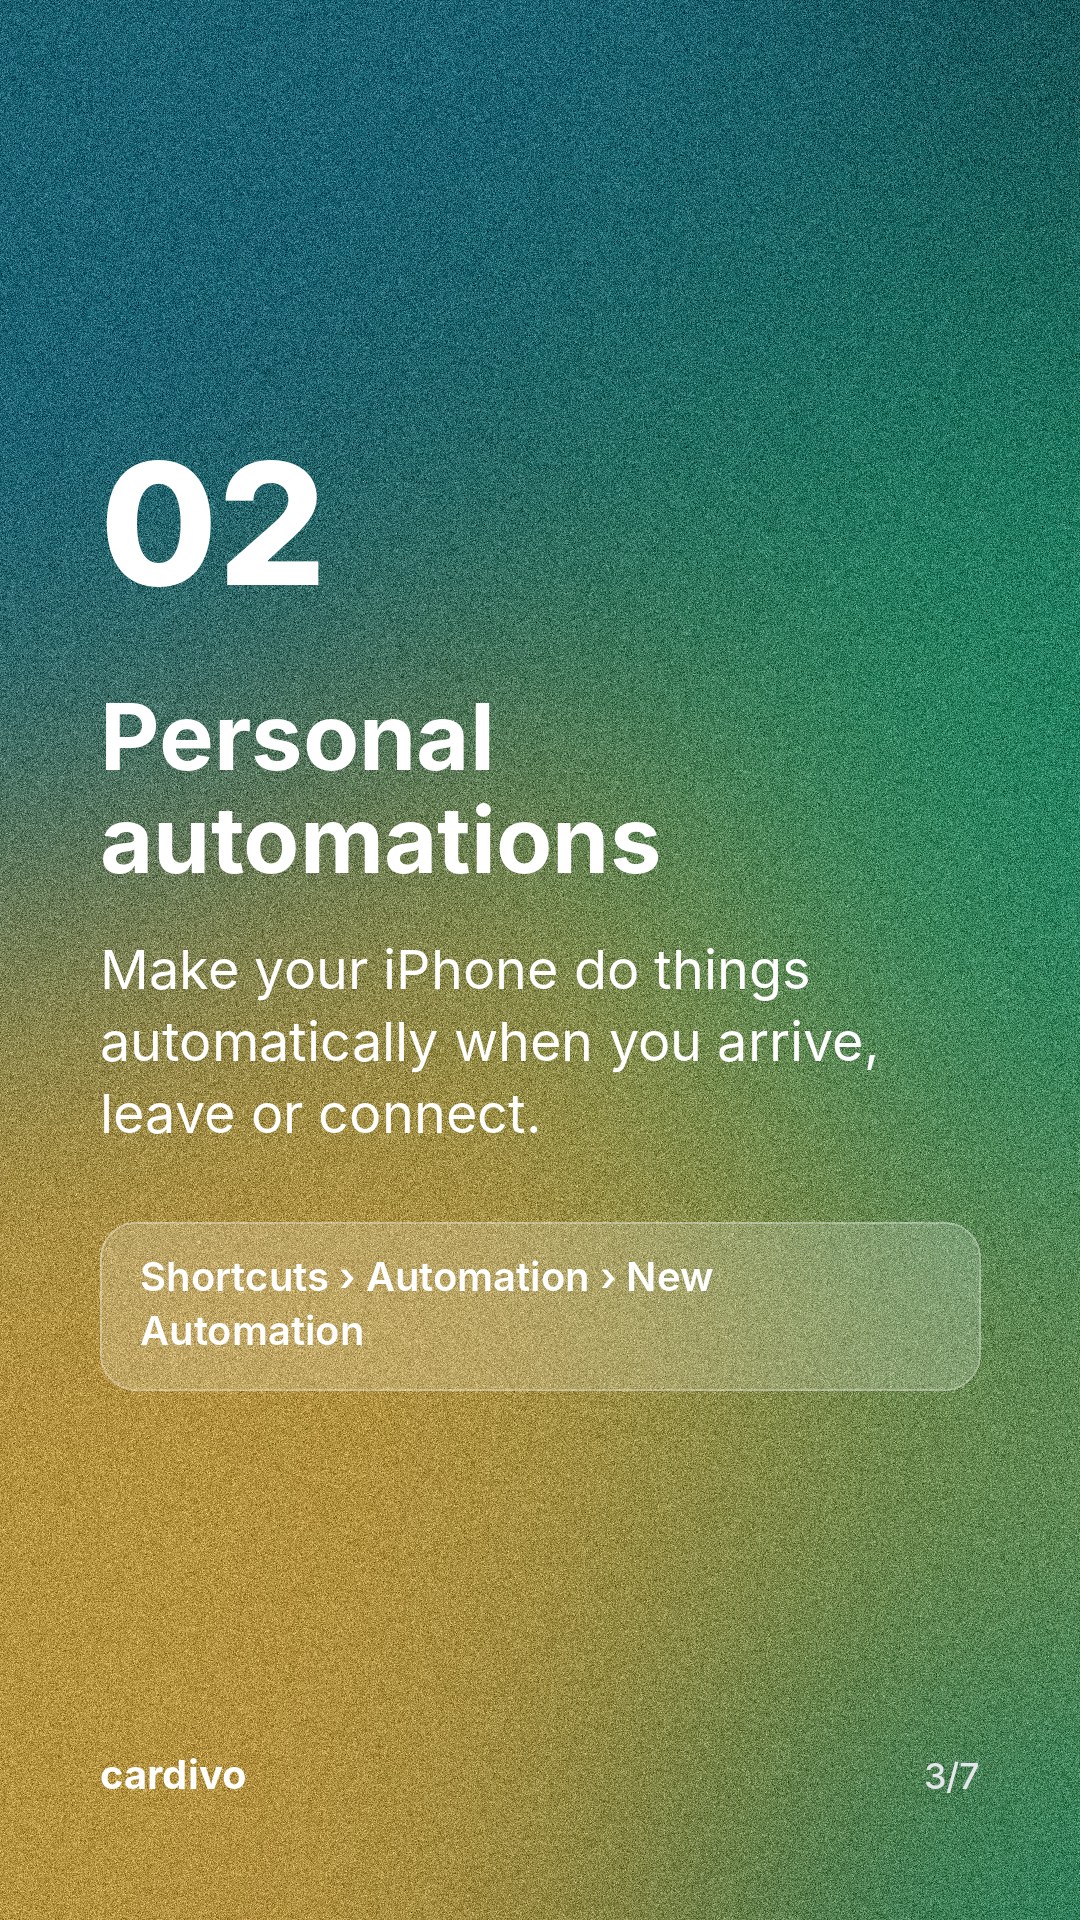 02
Personal
automations
Make your iPhone do things
automatically when you arrive,
leave or connect.
Shortcuts › Automation › New
Automation
cardivo
3/7